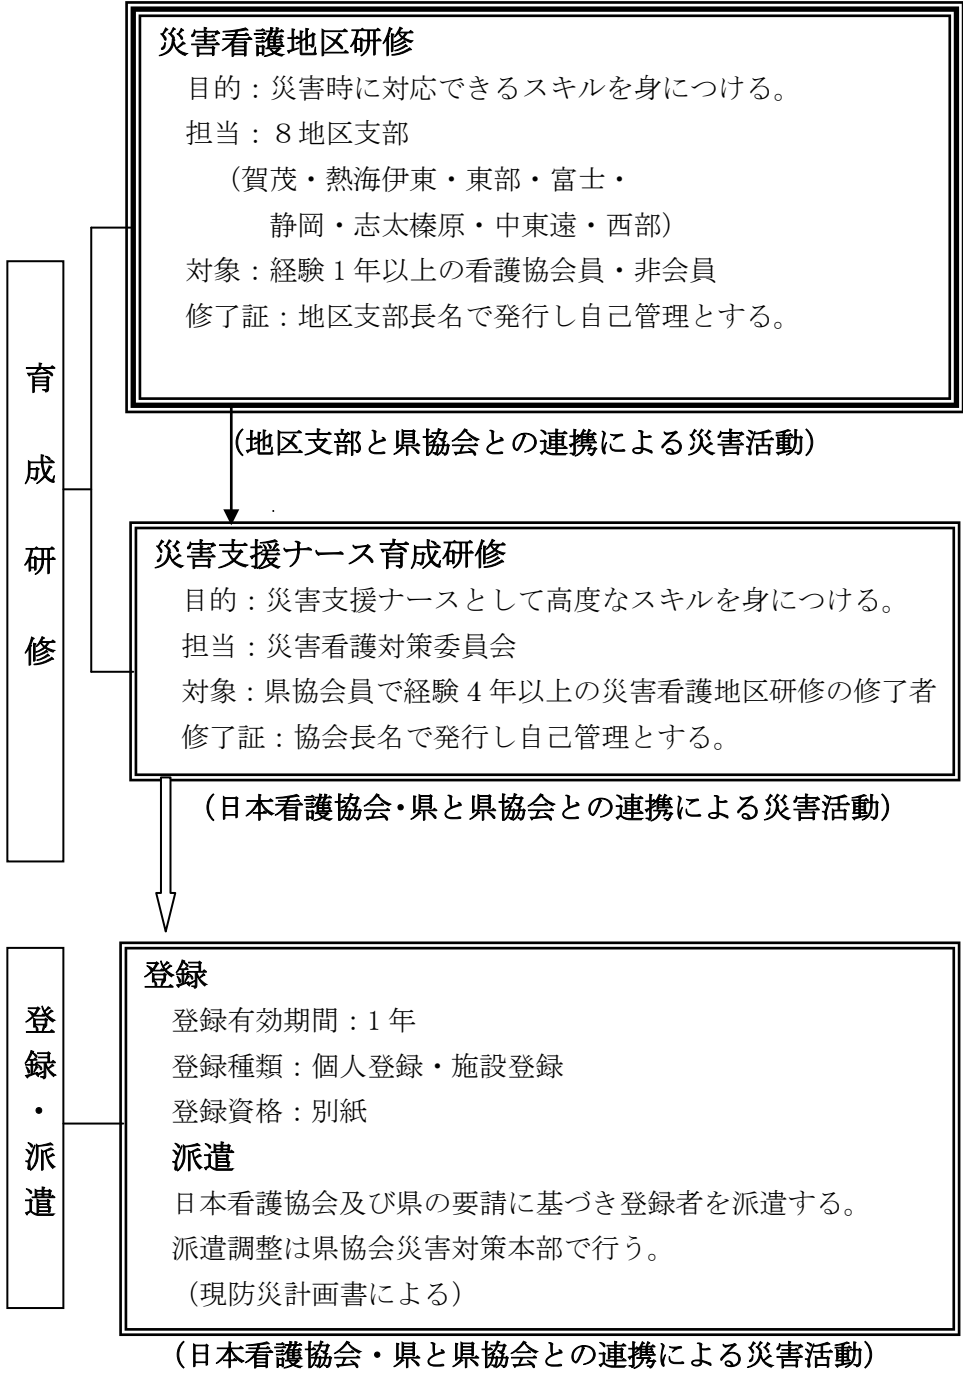 災害看護地区研修
目的：災害時に対応できるスキルを身につける。
担当：８地区支部
（賀茂・熱海伊東・東部・富士・
静岡・志太榛原・中東遠・西部）
対象：経験１年以上の看護協会員・非会員
修了証：地区支部長名で発行し自己管理とする。
（地区支部と県協会との連携による災害活動）
育成研修
災害支援ナース育成研修
目的：災害支援ナースとして高度なスキルを身につける。
担当：災害看護対策委員会
対象：県協会員で経験４年以上の災害看護地区研修の修了者
修了証：協会長名で発行し自己管理とする。
（日本看護協会・県と県協会との連携による災害活動）
登録・派遣
登録
登録有効期間：１年
登録種類：個人登録・施設登録
登録資格：別紙
派遣
日本看護協会及び県の要請に基づき登録者を派遣する。
派遣調整は県協会災害対策本部で行う。
（現防災計画書による）
（日本看護協会・県と県協会との連携による災害活動）